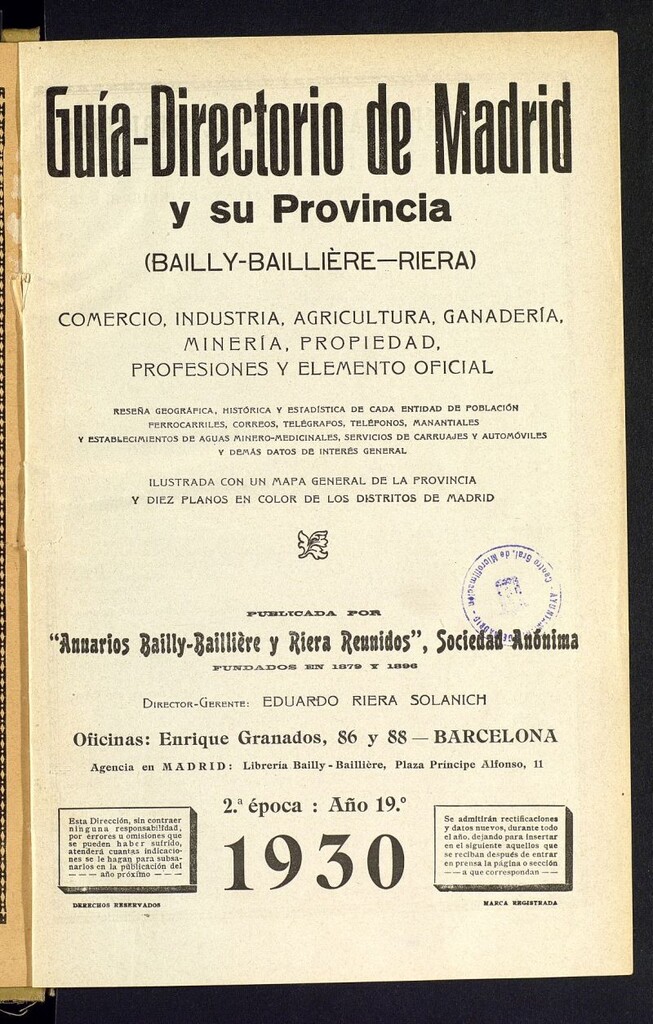 Guía-Directorio de Madrid
y su Provincia
(BAILLY-BAILLIÈRE—RIERA)
COMERCIO, INDUSTRIA, AGRICULTURA, GANADERÍA,
MINERÍA, PROPIEDAD,
PROFESIONES Y ELEMENTO OFICIAL
RESEÑA GEOGRÁFICA, HISTÓRICA Y ESTADÍSTICA DE CADA ENTIDAD DE POBLACIÓN
FERROCARRILES, CORREOS, TELÉGRAFOS, TELÉFONOS, MANANTIALES
Y ESTABLECIMIENTOS DE AGUAS MINERO-MEDICINALES, SERVICIOS DE CARRUAJES Y AUTOMÓVILES
Y DEMÁS DATOS DE INTERÉS GENERAL
ILUSTRADA CON UN MAPA GENERAL DE LA PROVINCIA
Y DIEZ PLANOS EN COLOR DE LOS DISTRITOS DE MADRID
Centro Gral. de Microfilmación
PUBLICADA POR
"Anuarios Bailly-Baillière y Riera Reunidos", Sociedad Anónima
FUNDADOS EN 1879 Y 1896
DIRECTOR-GERENTE: EDUARDO RIERA SOLANICH
Oficinas: Enrique Granados, 86 y 88 — BARCELONA
Agencia en MADRID: Librería Bailly-Baillière, Plaza Príncipe Alfonso, 11
2.ª época : Año 19.º
1930
Esta Dirección, sin contraer
ninguna responsabilidad,
por errores u omisiones que
se puedan haber sufrido,
atenderá cuantas indicacio-
nes se le hagan para subsa-
narlos en la publicación del
— — — año próximo — — —
DERECHOS RESERVADOS
Se admitirán rectificaciones
y datos nuevos, durante todo
el año, dejando para insertar
en el siguiente aquellos que
se reciban después de entrar
en prensa la página o sección
— — a que correspondan — —
MARCA REGISTRADA